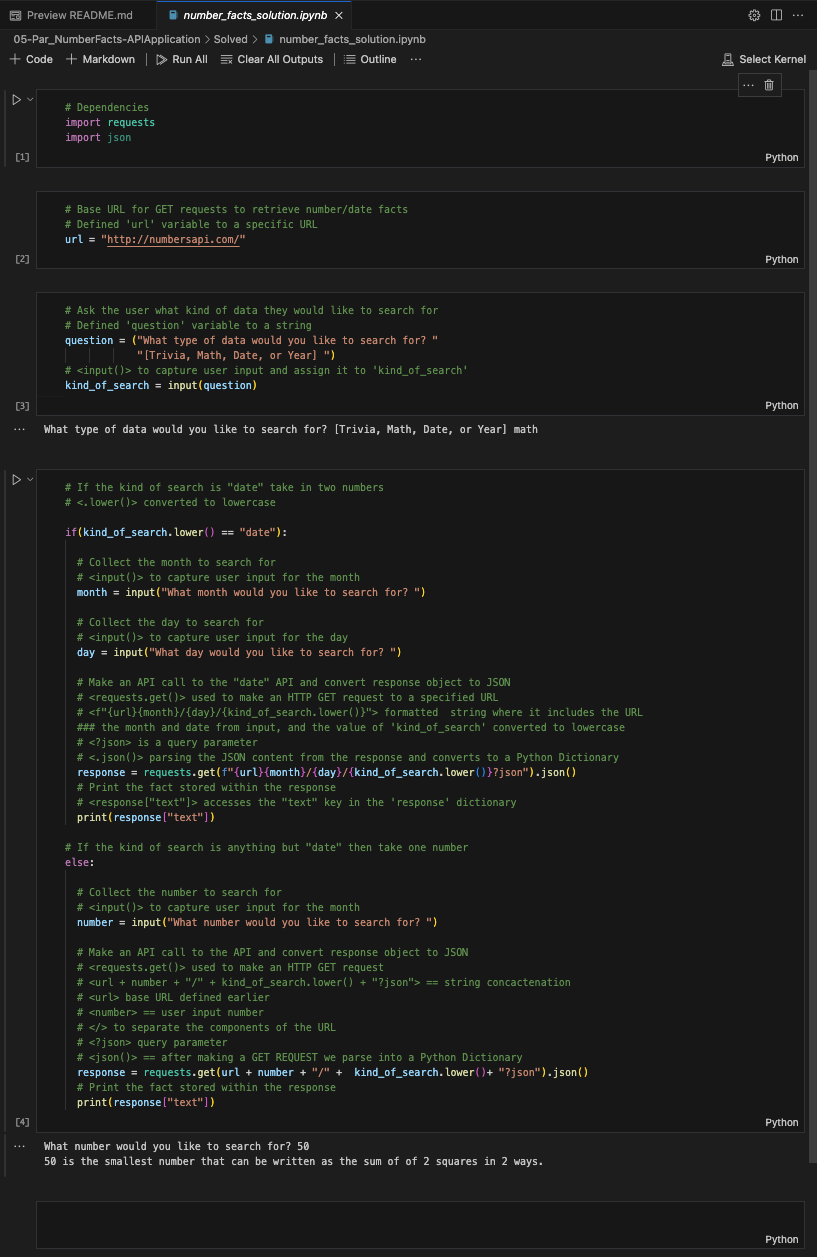 Preview README.md
number_facts_solution.ipynb
05-Par_NumberFacts-APIApplication > Solved > number_facts_solution.ipynb
+ Code + Markdown | Run All Clear All Outputs | Outline ...
Select Kernel
# Dependencies
import requests
import json
[1]
Python
# Base URL for GET requests to retrieve number/date facts
# Defined 'url' variable to a specific URL
url = "http://numbersapi.com/"
[2]
Python
# Ask the user what kind of data they would like to search for
# Defined 'question' variable to a string
question = ("What type of data would you like to search for? "
"[Trivia, Math, Date, or Year] ")
# <input()> to capture user input and assign it to 'kind_of_search'
kind_of_search = input(question)
[3]
Python
... What type of data would you like to search for? [Trivia, Math, Date, or Year] math
# If the kind of search is "date" take in two numbers
# <.lower()> converted to lowercase
if(kind_of_search.lower() == "date"):
# Collect the month to search for
# <input()> to capture user input for the month
month = input("What month would you like to search for? ")
# Collect the day to search for
# <input()> to capture user input for the day
day = input("What day would you like to search for? ")
# Make an API call to the "date" API and convert response object to JSON
# <requests.get()> used to make an HTTP GET request to a specified URL
# <f"{url}{month}/{day}/{kind_of_search.lower()}"> formatted  string where it includes the URL
### the month and date from input, and the value of 'kind_of_search' converted to lowercase
# <?json> is a query parameter
# <.json()> parsing the JSON content from the response and converts to a Python Dictionary
response = requests.get(f"{url}{month}/{day}/{kind_of_search.lower()}?json").json()
# Print the fact stored within the response
# <response["text"]> accesses the "text" key in the 'response' dictionary
print(response["text"])
# If the kind of search is anything but "date" then take one number
else:
# Collect the number to search for
# <input()> to capture user input for the month
number = input("What number would you like to search for? ")
# Make an API call to the API and convert response object to JSON
# <requests.get()> used to make an HTTP GET request
# <url + number + "/" + kind_of_search.lower() + "?json"> == string concactenation
# <url> base URL defined earlier
# <number> == user input number
# </> to separate the components of the URL
# <?json> query parameter
# <json()> == after making a GET REQUEST we parse into a Python Dictionary
response = requests.get(url + number + "/" +  kind_of_search.lower()+ "?json").json()
# Print the fact stored within the response
print(response["text"])
[4]
Python
... What number would you like to search for? 50
50 is the smallest number that can be written as the sum of of 2 squares in 2 ways.
Python